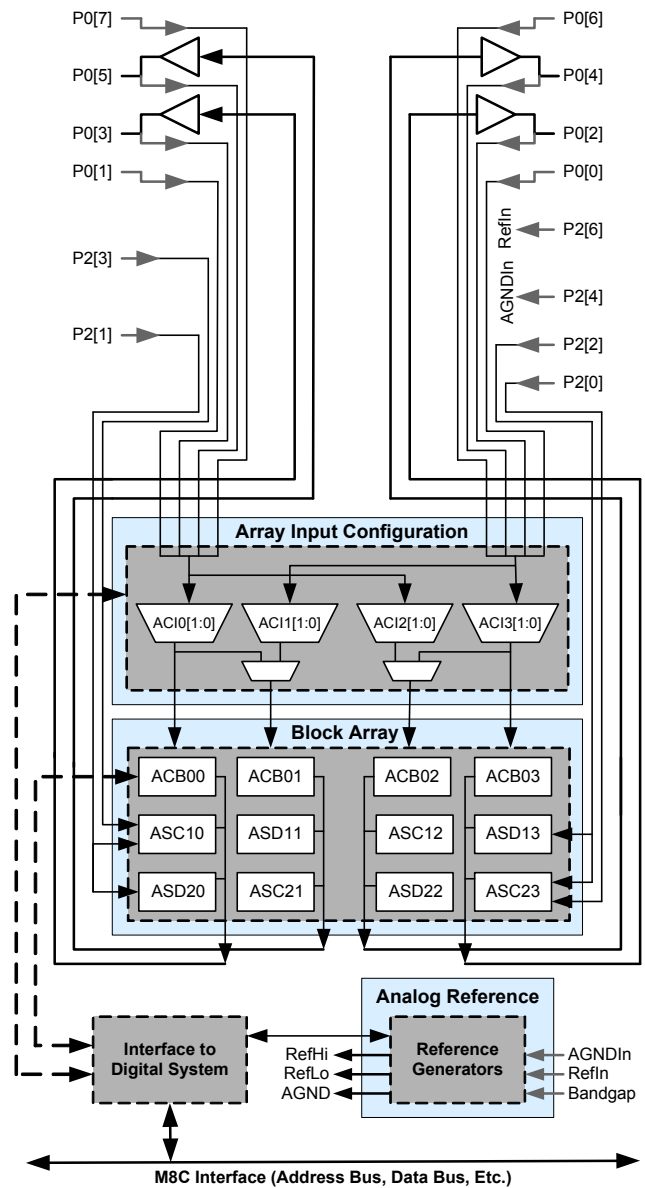 P0[7]
P0[6]
P0[5]
P0[4]
P0[3]
P0[2]
P0[1]
P0[0]
P2[3]
P2[1]
RefIn
P2[6]
AGNDIn
P2[4]
P2[2]
P2[0]
Array Input Configuration
ACI0[1:0]
ACI1[1:0]
ACI2[1:0]
ACI3[1:0]
Block Array
ACB00
ACB01
ACB02
ACB03
ASC10
ASD11
ASC12
ASD13
ASD20
ASC21
ASD22
ASC23
Analog Reference
Interface to
Digital System
RefHi
RefLo
AGND
Reference
Generators
AGNDIn
RefIn
Bandgap
M8C Interface (Address Bus, Data Bus, Etc.)